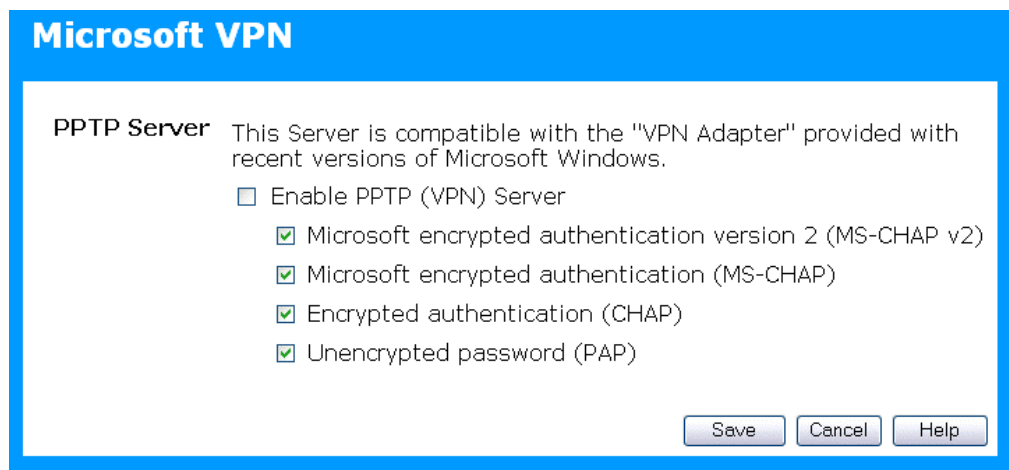 Microsoft VPN
PPTP Server
This Server is compatible with the "VPN Adapter" provided with
recent versions of Microsoft Windows.
Enable PPTP (VPN) Server
Microsoft encrypted authentication version 2 (MS-CHAP v2)
Microsoft encrypted authentication (MS-CHAP)
Encrypted authentication (CHAP)
Unencrypted password (PAP)
Save Cancel Help